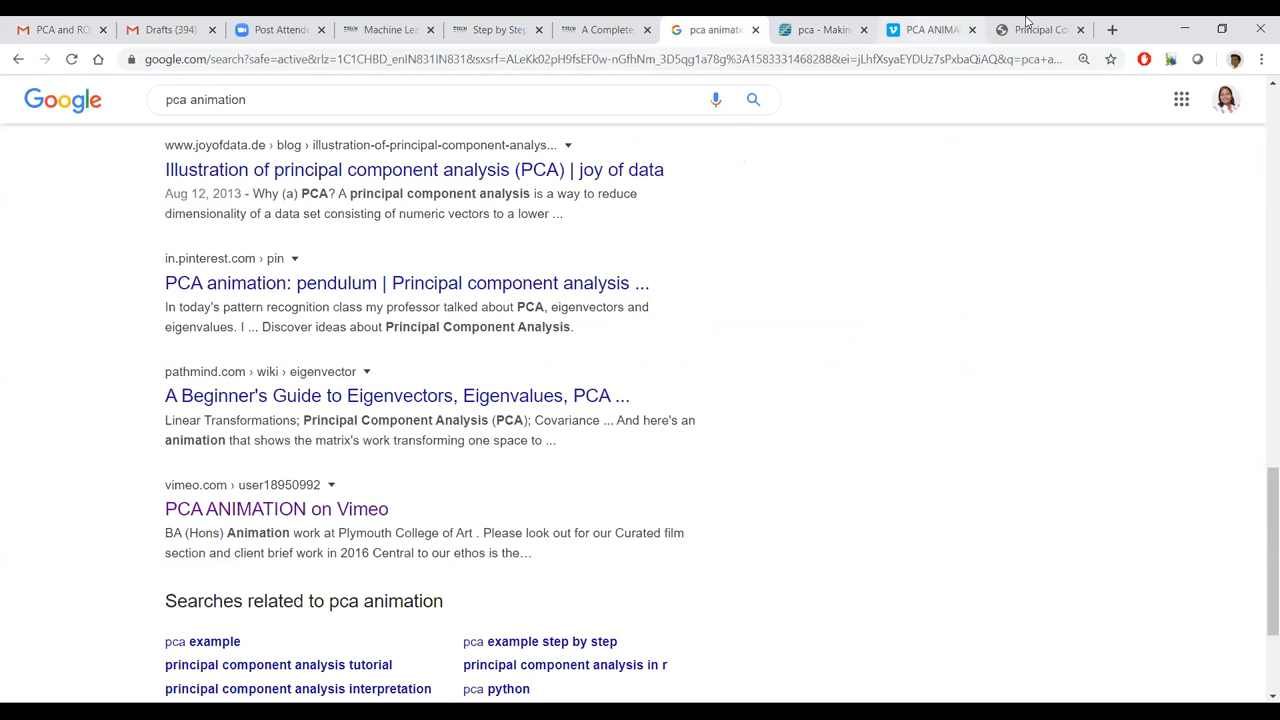 PCA and RO
Drafts (394)
Post Attende
TECH Machine Lea
TECH Step by Step
TECH A Complete
pca animati
pca - Makin
PCA ANIMA
Principal Co
google.com/search?safe=active&rlz=1C1CHBD_enIN831IN831&sxsrf=ALeKk02pH9fsEF0w-nGfhNm_3D5qg1a78g%3A1583331468288&ei=jLhfXsyaEYDUz7sPxbaQiAQ&q=pca+a...
Google
pca animation
www.joyofdata.de › blog › illustration-of-principal-component-analys...
Illustration of principal component analysis (PCA) | joy of data
Aug 12, 2013 - Why (a) PCA? A principal component analysis is a way to reduce
dimensionality of a data set consisting of numeric vectors to a lower ...
in.pinterest.com › pin
PCA animation: pendulum | Principal component analysis ...
In today's pattern recognition class my professor talked about PCA, eigenvectors and
eigenvalues. I ... Discover ideas about Principal Component Analysis.
pathmind.com › wiki › eigenvector
A Beginner's Guide to Eigenvectors, Eigenvalues, PCA ...
Linear Transformations; Principal Component Analysis (PCA); Covariance ... And here's an
animation that shows the matrix's work transforming one space to ...
vimeo.com › user18950992
PCA ANIMATION on Vimeo
BA (Hons) Animation work at Plymouth College of Art . Please look out for our Curated film
section and client brief work in 2016 Central to our ethos is the…
Searches related to pca animation
pca example
pca example step by step
principal component analysis tutorial
principal component analysis in r
principal component analysis interpretation
pca python